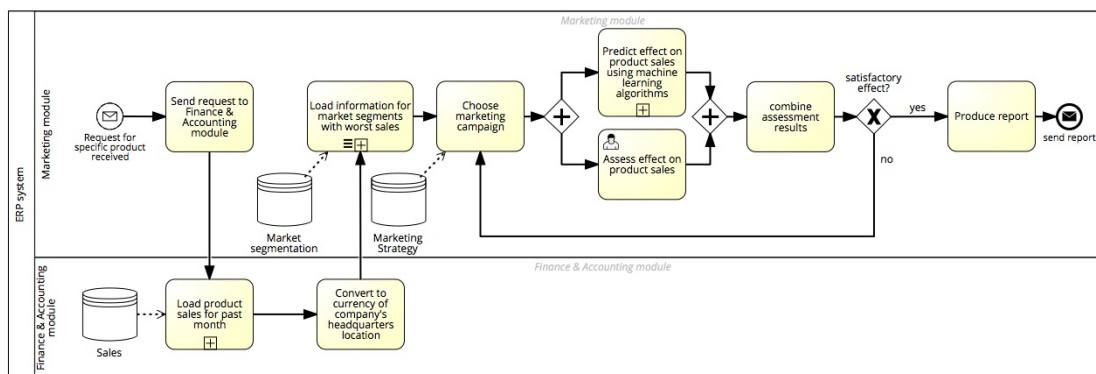 Marketing module
ERP system
Marketing module
Request for
specific product
received
Send request to
Finance &
Accounting
module
Load information for
market segments
with worst sales
Market
segmentation
Choose
marketing
campaign
Marketing
Strategy
Predict effect on
product sales
using machine
learning
algorithms
Assess effect on
product sales
combine
assessment
results
satisfactory
effect?
yes
no
Produce report
send report
Finance & Accounting module
Finance & Accounting
module
Sales
Load product
sales for past
month
Convert to
currency of
company's
headquarters
location